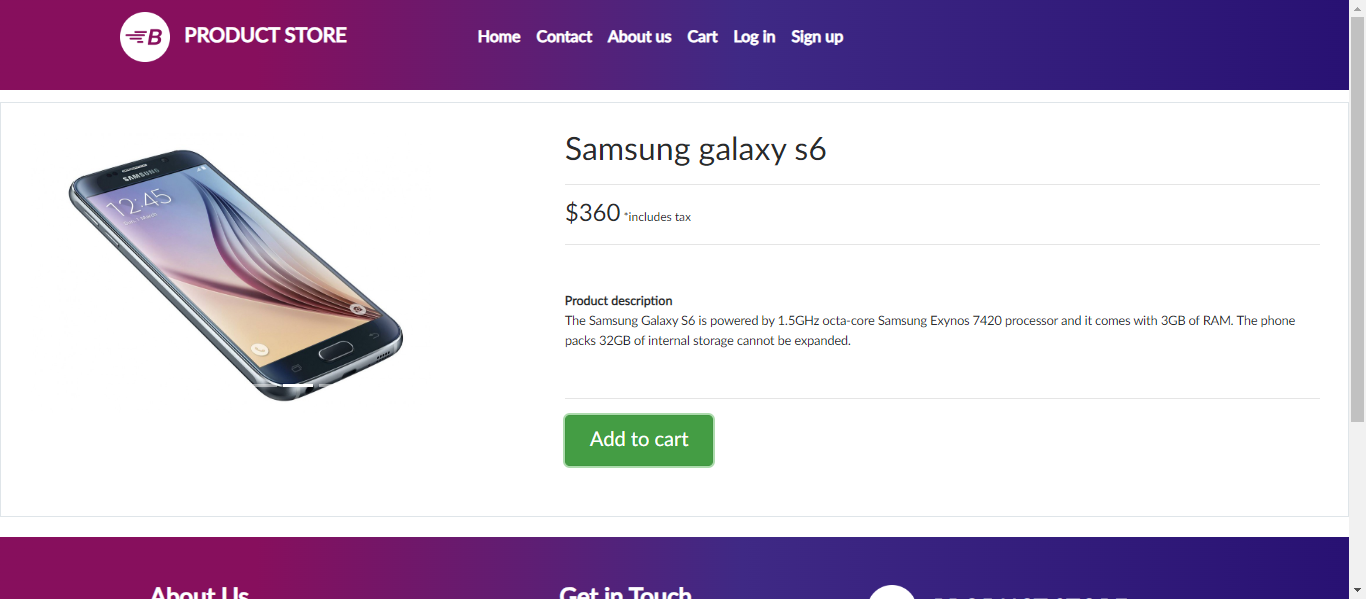 B PRODUCT STORE Home Contact About us Cart Log in Sign up
SAMSUNG
12:45
Samsung galaxy s6
$360 *includes tax
Product description
The Samsung Galaxy S6 is powered by 1.5GHz octa-core Samsung Exynos 7420 processor and it comes with 3GB of RAM. The phone
packs 32GB of internal storage cannot be expanded.
Add to cart
About Us Get in Touch PRODUCT STORE